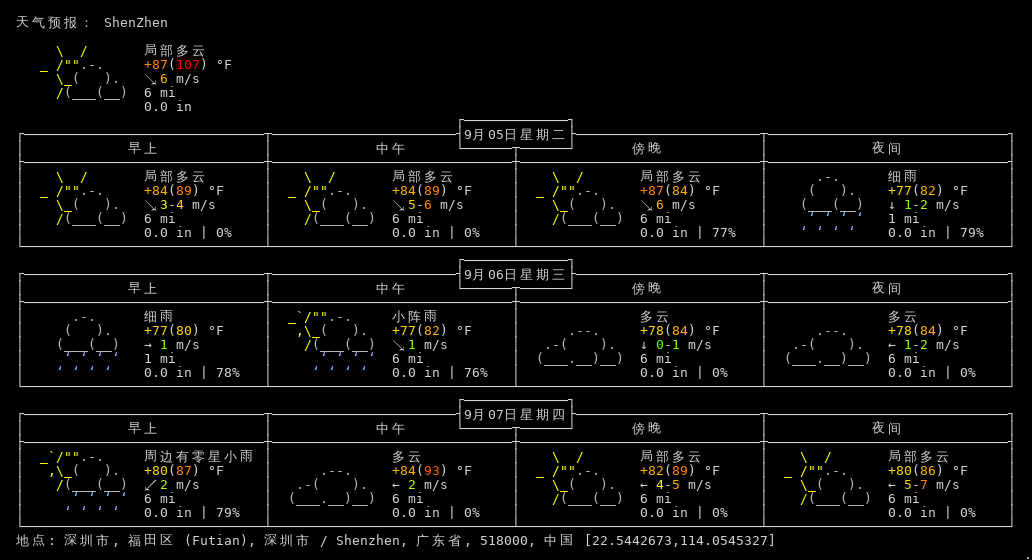 天气预报： ShenZhen
局部多云
+87(107) °F
↘6 m/s
6 mi
0.0 in
9月05日星期二
早上 中午 傍晚 夜间
局部多云 局部多云 局部多云 细雨
+84(89) °F +84(89) °F +87(84) °F +77(82) °F
↘3-4 m/s ↘5-6 m/s ↘6 m/s ↓ 1-2 m/s
6 mi 6 mi 6 mi 1 mi
0.0 in | 0% 0.0 in | 0% 0.0 in | 77% 0.0 in | 79%
9月06日星期三
早上 中午 傍晚 夜间
细雨 小阵雨 多云 多云
+77(80) °F +77(82) °F +78(84) °F +78(84) °F
→ 1 m/s ↘1 m/s ↓ 0-1 m/s ← 1-2 m/s
1 mi 6 mi 6 mi 6 mi
0.0 in | 78% 0.0 in | 76% 0.0 in | 0% 0.0 in | 0%
9月07日星期四
早上 中午 傍晚 夜间
周边有零星小雨 多云 局部多云 局部多云
+80(87) °F +84(93) °F +82(89) °F +80(86) °F
↙2 m/s ← 2 m/s ← 4-5 m/s ← 5-7 m/s
6 mi 6 mi 6 mi 6 mi
0.0 in | 79% 0.0 in | 0% 0.0 in | 0% 0.0 in | 0%
地点: 深圳市, 福田区 (Futian), 深圳市 / Shenzhen, 广东省, 518000, 中国 [22.5442673,114.0545327]